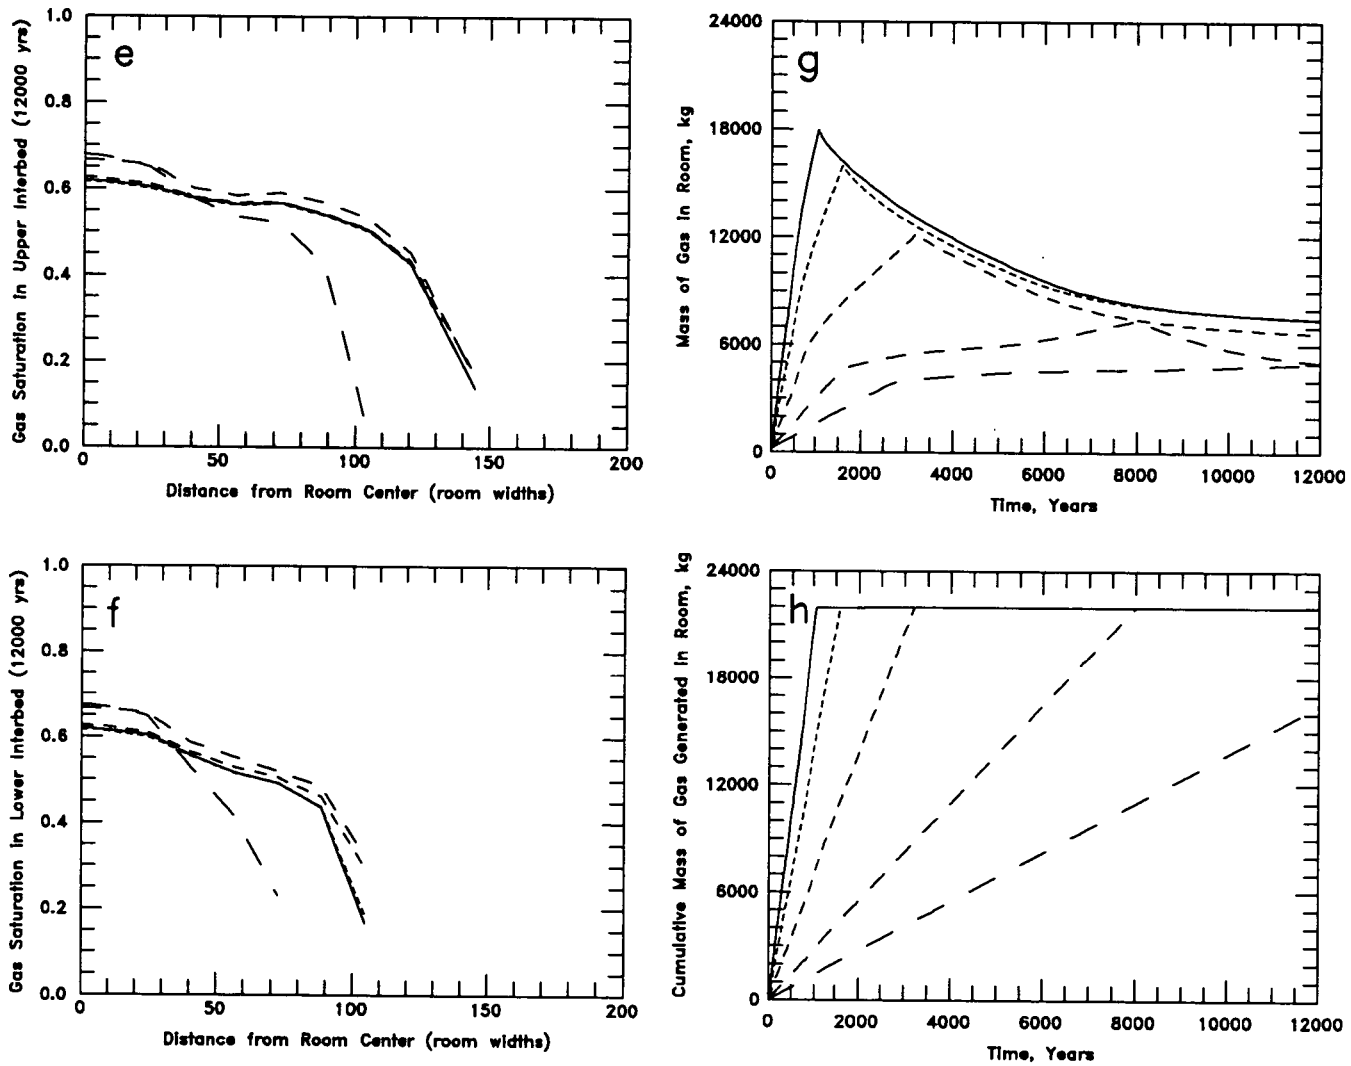 e
1.0
0.8
0.6
0.4
0.2
0.0
0 50 100 150 200
Gas Saturation in Upper Interbed (12000 yrs)
Distance from Room Center (room widths)
g
24000
18000
12000
6000
0
0 2000 4000 6000 8000 10000 12000
Mass of Gas in Room, kg
Time, Years
f
1.0
0.8
0.6
0.4
0.2
0.0
0 50 100 150 200
Gas Saturation in Lower Interbed (12000 yrs)
Distance from Room Center (room widths)
h
24000
18000
12000
6000
0
0 2000 4000 6000 8000 10000 12000
Cumulative Mass of Gas Generated in Room, kg
Time, Years